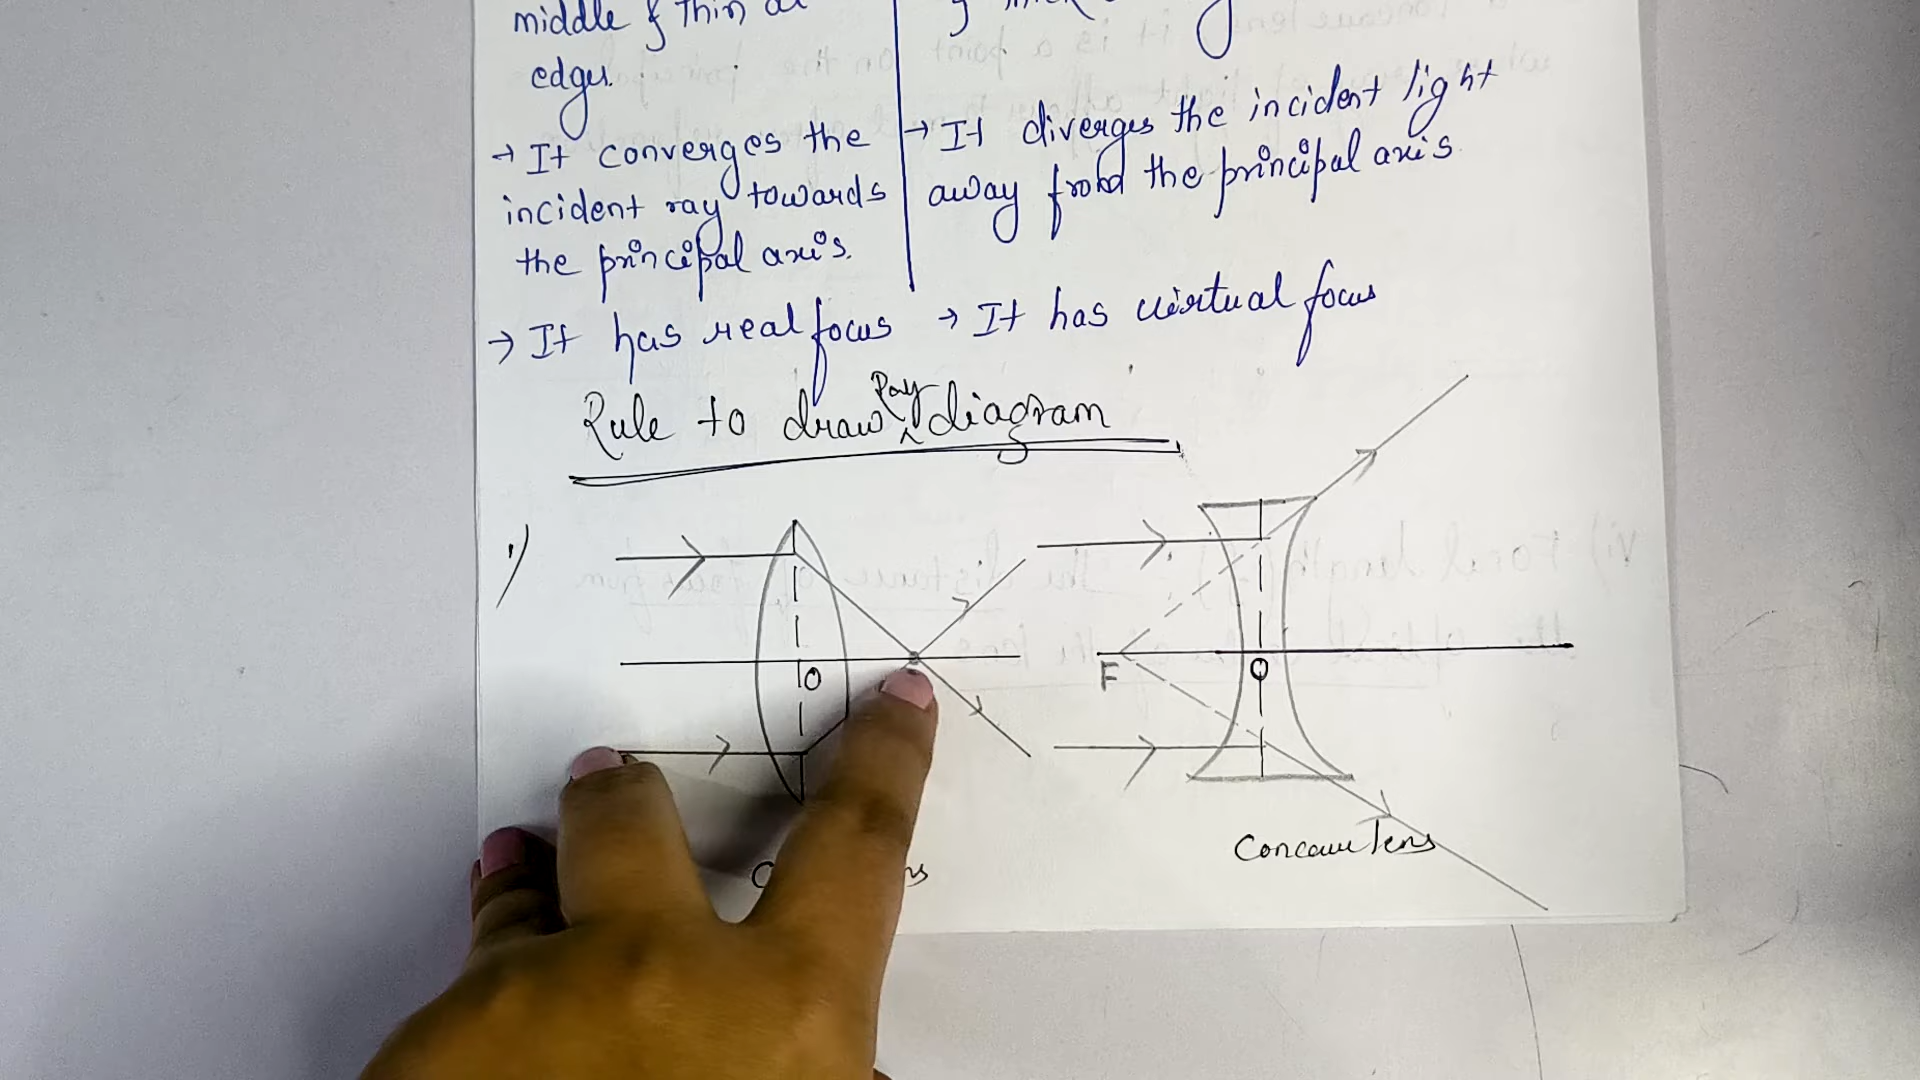 middle & thin at
edges.
→ It converges the
incident ray towards
the principal axis.
→ It has real focus
→ It diverges the incident light
away from the principal axis
→ It has virtual focus
Rule to draw Ray diagram
i)
O
F
O
Concave lens